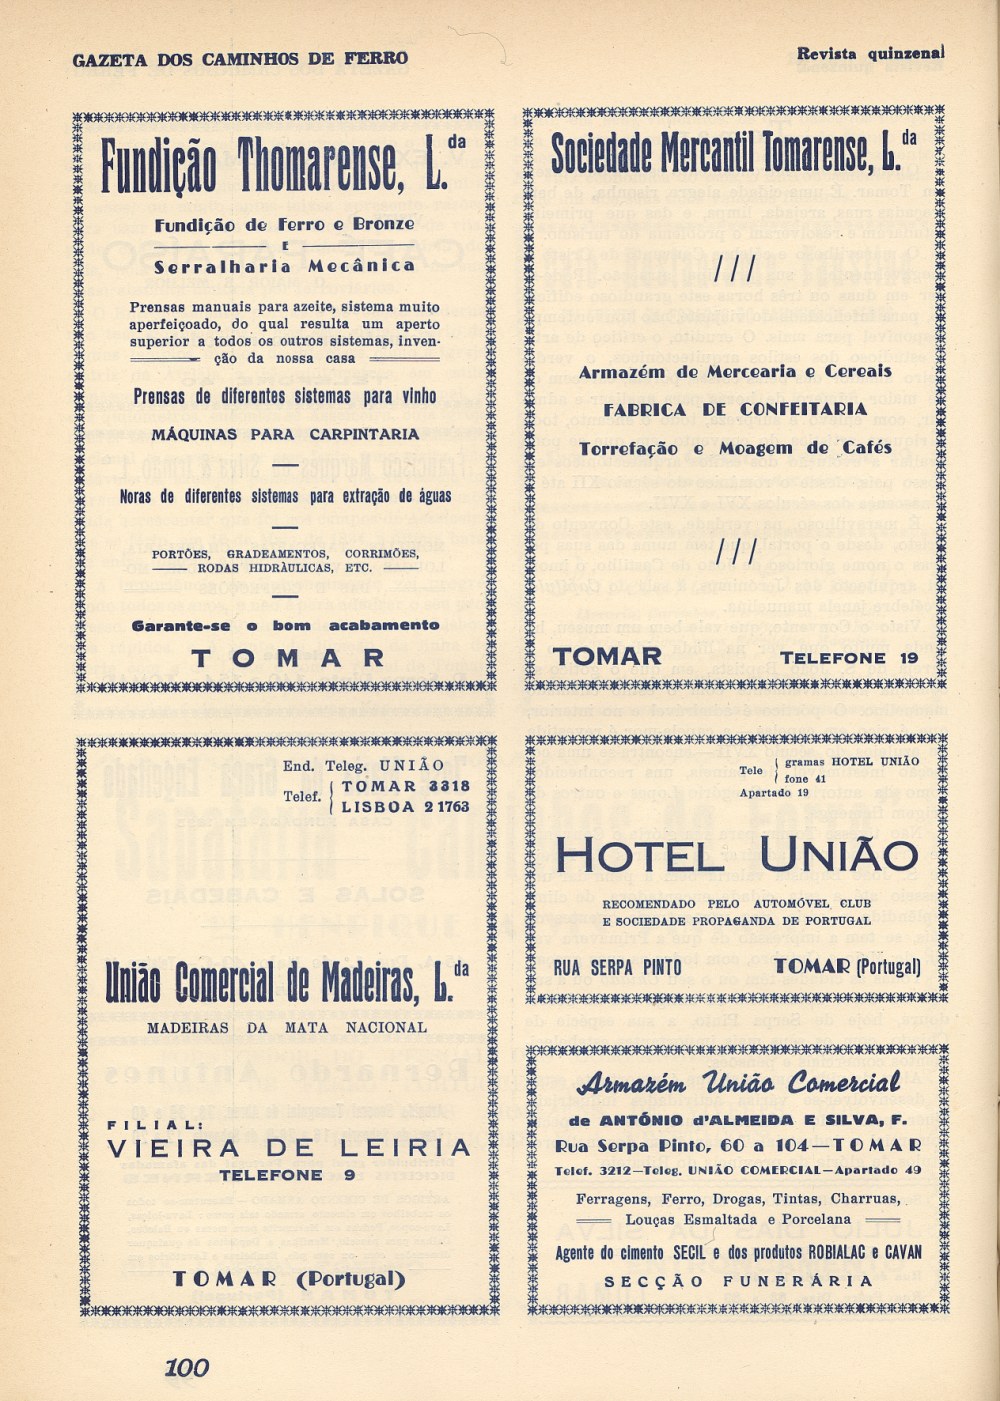 GAZETA DOS CAMINHOS DE FERRO
Revista quinzenal
Fundição Thomarense, L.da
Fundição de Ferro e Bronze
E
Serralharia Mecânica
Prensas manuais para azeite, sistema muito
aperfeiçoado, do qual resulta um aperto
superior a todos os outros sistemas, inven-
ção da nossa casa
Prensas de diferentes sistemas para vinho
MÁQUINAS PARA CARPINTARIA
Noras de diferentes sistemas para extração de águas
PORTÕES, GRADEAMENTOS, CORRIMÕES,
RODAS HIDRÀULICAS, ETC.
Garante-se o bom acabamento
TOMAR
Sociedade Mercantil Tomarense, L.da
///
Armazém de Mercearia e Cereais
FABRICA DE CONFEITARIA
Torrefação e Moagem de Cafés
///
TOMAR TELEFONE 19
End. Teleg. UNIÃO
Telef. { TOMAR 3318
LISBOA 21763
União Comercial de Madeiras, L.da
MADEIRAS DA MATA NACIONAL
FILIAL:
VIEIRA DE LEIRIA
TELEFONE 9
TOMAR (Portugal)
Tele { gramas HOTEL UNIÃO
fone 41
Apartado 19
HOTEL UNIÃO
RECOMENDADO PELO AUTOMÓVEL CLUB
E SOCIEDADE PROPAGANDA DE PORTUGAL
RUA SERPA PINTO TOMAR (Portugal)
Armazém União Comercial
de ANTÓNIO d'ALMEIDA E SILVA, F.
Rua Serpa Pinto, 60 a 104—TOMAR
Telef. 3212—Teleg. UNIÃO COMERCIAL—Apartado 49
Ferragens, Ferro, Drogas, Tintas, Charruas,
Louças Esmaltada e Porcelana
Agente do cimento SECIL e dos produtos ROBIALAC e CAVAN
SECÇÃO FUNERÁRIA
100